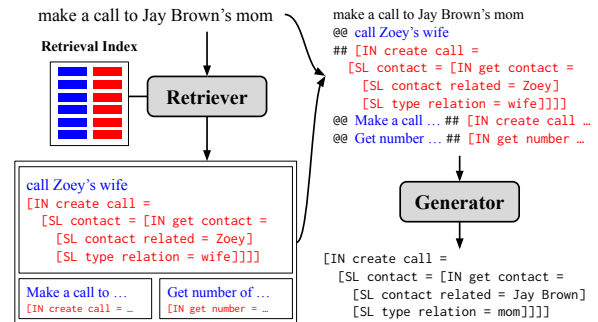 make a call to Jay Brown's mom
Retrieval Index
Retriever
call Zoey's wife
[IN create call =
[SL contact = [IN get contact =
[SL contact related = Zoey]
[SL type relation = wife]]]]
Make a call to …
[IN create call = …
Get number of …
[IN get number = …
make a call to Jay Brown's mom
@@ call Zoey's wife
## [IN create call =
[SL contact = [IN get contact =
[SL contact related = Zoey]
[SL type relation = wife]]]]
@@ Make a call … ## [IN create call …
@@ Get number … ## [IN get number …
Generator
[IN create call =
[SL contact = [IN get contact =
[SL contact related = Jay Brown]
[SL type relation = mom]]]]